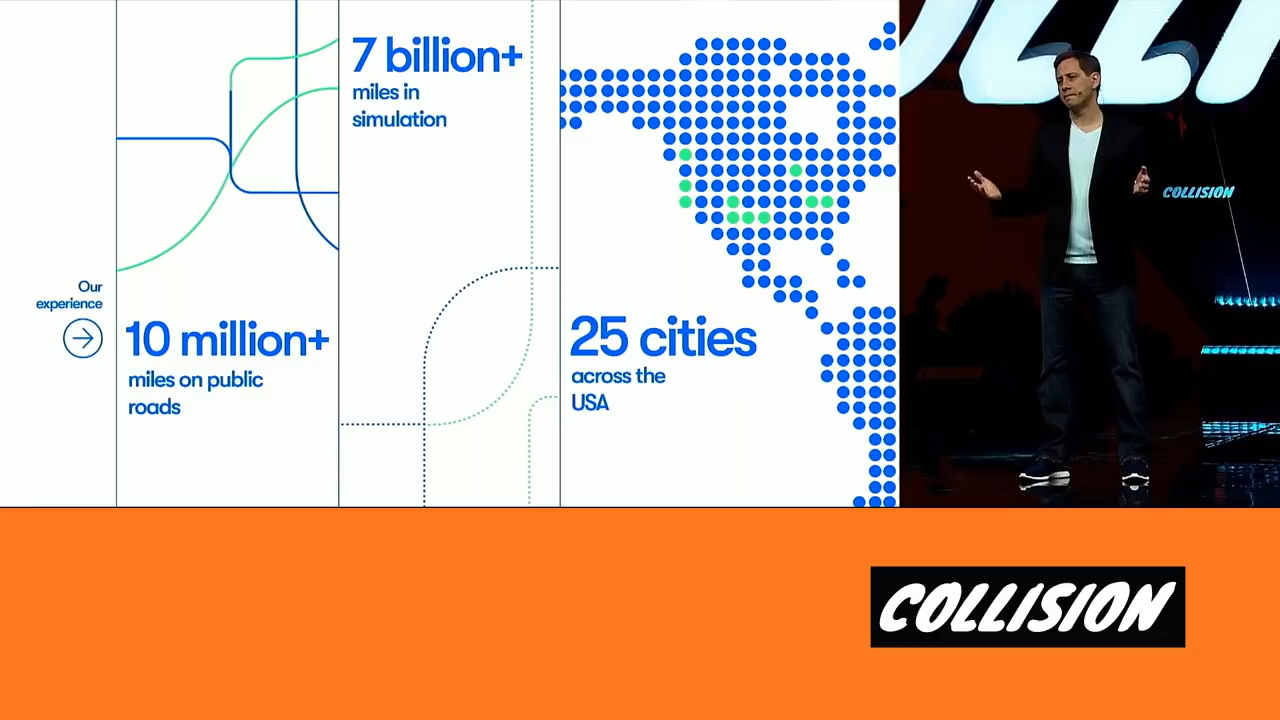 Our
experience
10 million+
miles on public
roads
7 billion+
miles in
simulation
25 cities
across the
USA
COLLISION
COLLISION